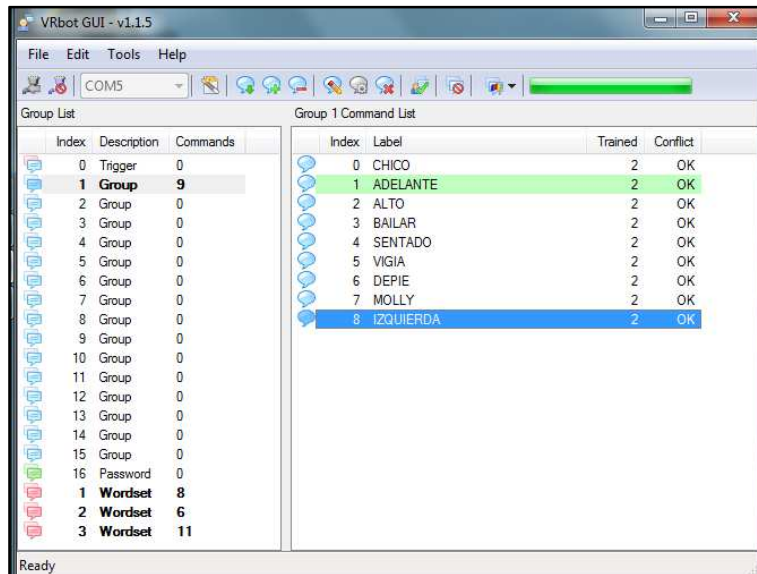 VRbot GUI - v1.1.5
File Edit Tools Help
COM5
Group List
Index Description Commands
0 Trigger 0
1 Group 9
2 Group 0
3 Group 0
4 Group 0
5 Group 0
6 Group 0
7 Group 0
8 Group 0
9 Group 0
10 Group 0
11 Group 0
12 Group 0
13 Group 0
14 Group 0
15 Group 0
16 Password 0
1 Wordset 8
2 Wordset 6
3 Wordset 11
Group 1 Command List
Index Label Trained Conflict
0 CHICO 2 OK
1 ADELANTE 2 OK
2 ALTO 2 OK
3 BAILAR 2 OK
4 SENTADO 2 OK
5 VIGIA 2 OK
6 DEPIE 2 OK
7 MOLLY 2 OK
8 IZQUIERDA 2 OK
Ready